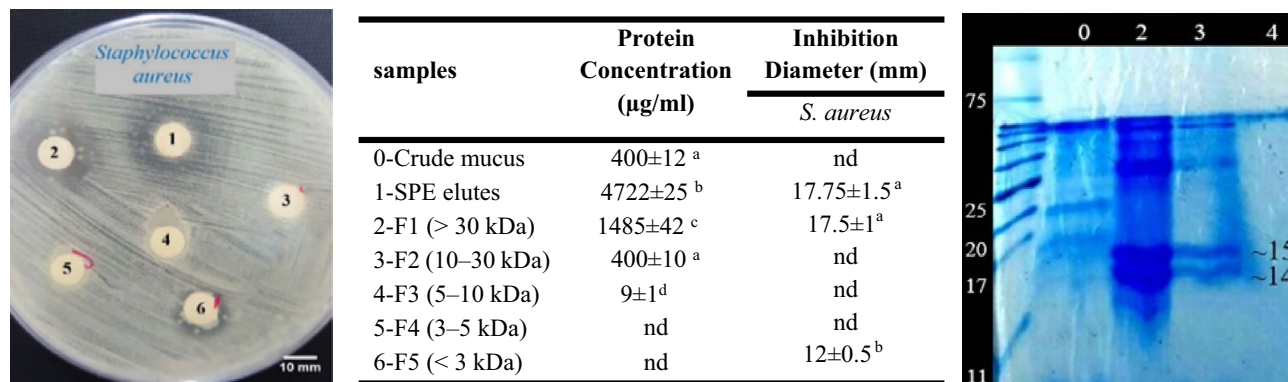 Staphylococcus
aureus
1
2
3
4
5
6
10 mm
samples Protein Concentration (µg/ml) Inhibition Diameter (mm)
S. aureus
0-Crude mucus 400±12 ᵃ nd
1-SPE elutes 4722±25 ᵇ 17.75±1.5 ᵃ
2-F1 (> 30 kDa) 1485±42 ᶜ 17.5±1ᵃ
3-F2 (10–30 kDa) 400±10 ᵃ nd
4-F3 (5–10 kDa) 9±1ᵈ nd
5-F4 (3–5 kDa) nd nd
6-F5 (< 3 kDa) nd 12±0.5 ᵇ
0 2 3 4
75
25
20
17
11
~15
~14